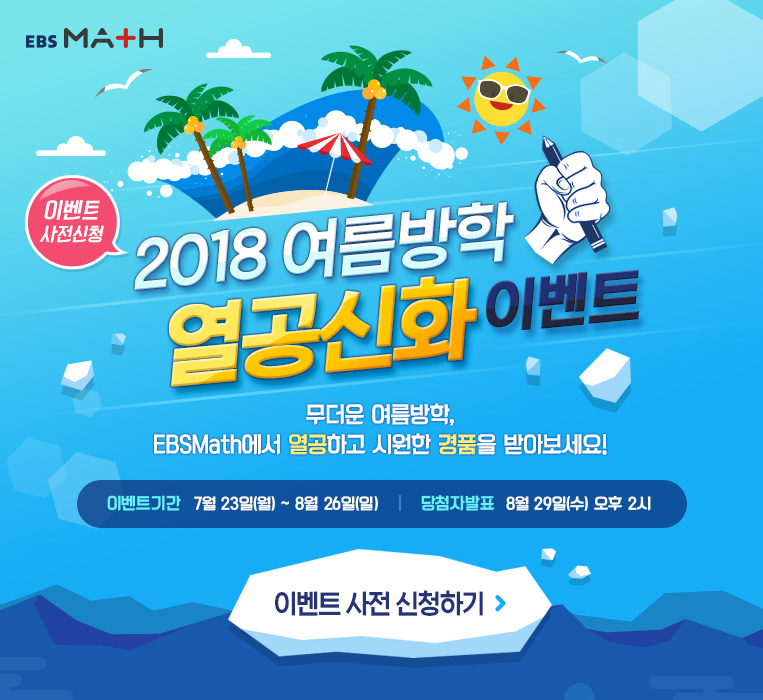 EBS MATH
이벤트
사전신청
2018 여름방학
열공신화 이벤트
무더운 여름방학,
EBSMath에서 열공하고 시원한 경품을 받아보세요!
이벤트기간 7월 23일(월) ~ 8월 26일(일) | 당첨자발표 8월 29일(수) 오후 2시
이벤트 사전 신청하기 >